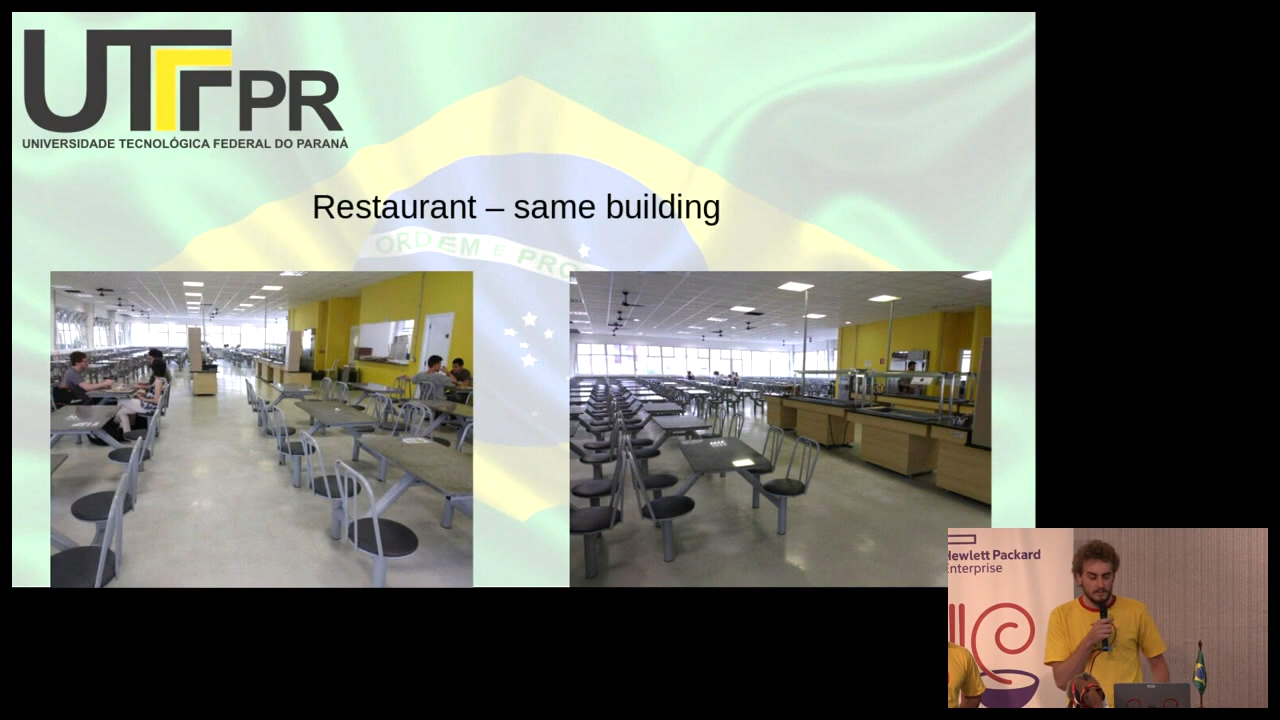 UTFPR
UNIVERSIDADE TECNOLÓGICA FEDERAL DO PARANÁ
Restaurant – same building
ORDEM E PRO
Hewlett Packard
Enterprise